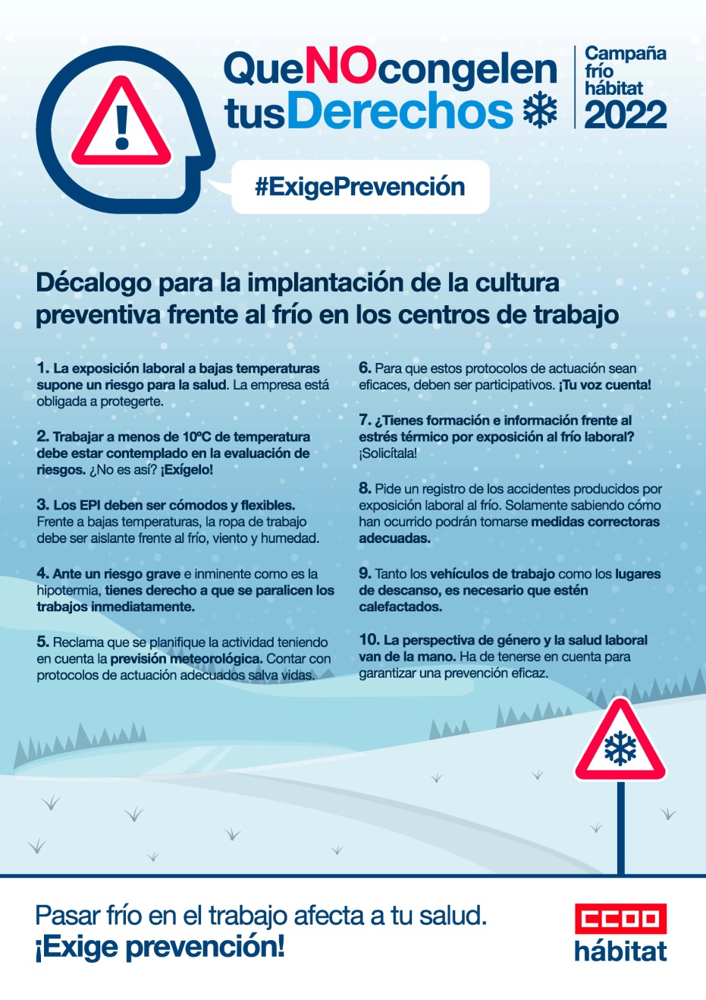 Que NO congelen
tus Derechos
Campaña
frío
hábitat
2022
!
#ExigePrevención
Décalogo para la implantación de la cultura
preventiva frente al frío en los centros de trabajo
1. La exposición laboral a bajas temperaturas
supone un riesgo para la salud. La empresa está
obligada a protegerte.
2. Trabajar a menos de 10ºC de temperatura
debe estar contemplado en la evaluación de
riesgos. ¿No es así? ¡Exígelo!
3. Los EPI deben ser cómodos y flexibles.
Frente a bajas temperaturas, la ropa de trabajo
debe ser aislante frente al frío, viento y humedad.
4. Ante un riesgo grave e inminente como es la
hipotermia, tienes derecho a que se paralicen los
trabajos inmediatamente.
5. Reclama que se planifique la actividad teniendo
en cuenta la previsión meteorológica. Contar con
protocolos de actuación adecuados salva vidas.
6. Para que estos protocolos de actuación sean
eficaces, deben ser participativos. ¡Tu voz cuenta!
7. ¿Tienes formación e información frente al
estrés térmico por exposición al frío laboral?
¡Solicítala!
8. Pide un registro de los accidentes producidos por
exposición laboral al frío. Solamente sabiendo cómo
han ocurrido podrán tomarse medidas correctoras
adecuadas.
9. Tanto los vehículos de trabajo como los lugares
de descanso, es necesario que estén
calefactados.
10. La perspectiva de género y la salud laboral
van de la mano. Ha de tenerse en cuenta para
garantizar una prevención eficaz.
Pasar frío en el trabajo afecta a tu salud.
¡Exige prevención!
CCOO
hábitat